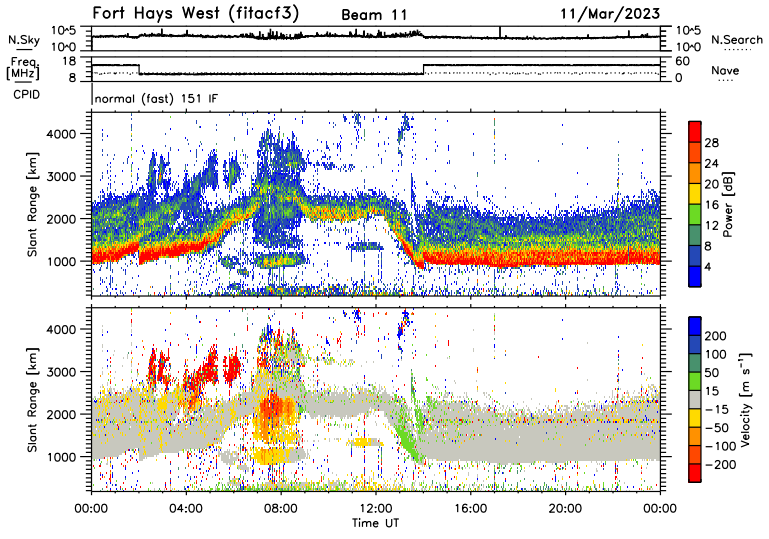 Fort Hays West (fitacf3) Beam 11 11/Mar/2023
N.Sky 10^5 10^0 10^5 10^0 N.Search
Freq. [MHz] 18 8 60 0 Nave
CPID normal (fast) 151 IF
4000
3000
2000
1000
Slant Range [km]
28
24
20
16
12
8
4
Power [dB]
4000
3000
2000
1000
Slant Range [km]
200
100
50
15
−15
−50
−100
−200
Velocity [m s⁻¹]
00:00 04:00 08:00 12:00 16:00 20:00 00:00
Time UT